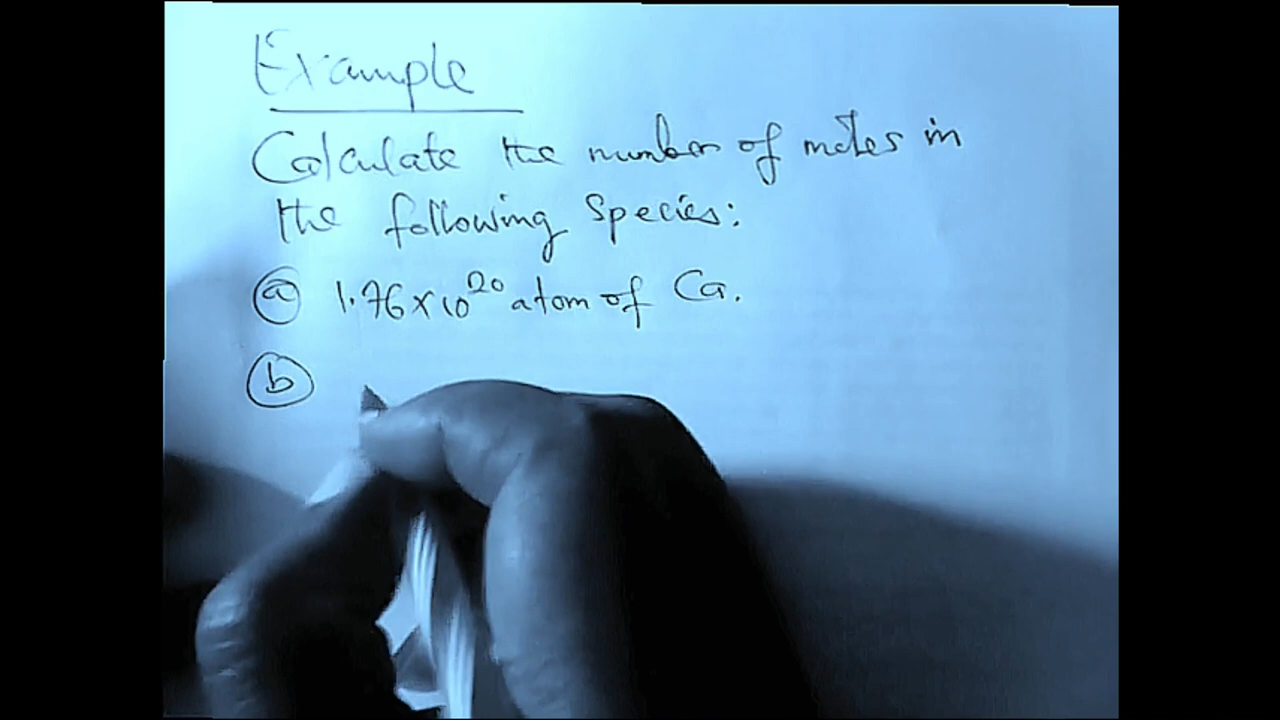 Example
Calculate the number of moles in
the following species:
(a) 1.76×10²⁰ atom of Ca.
(b)